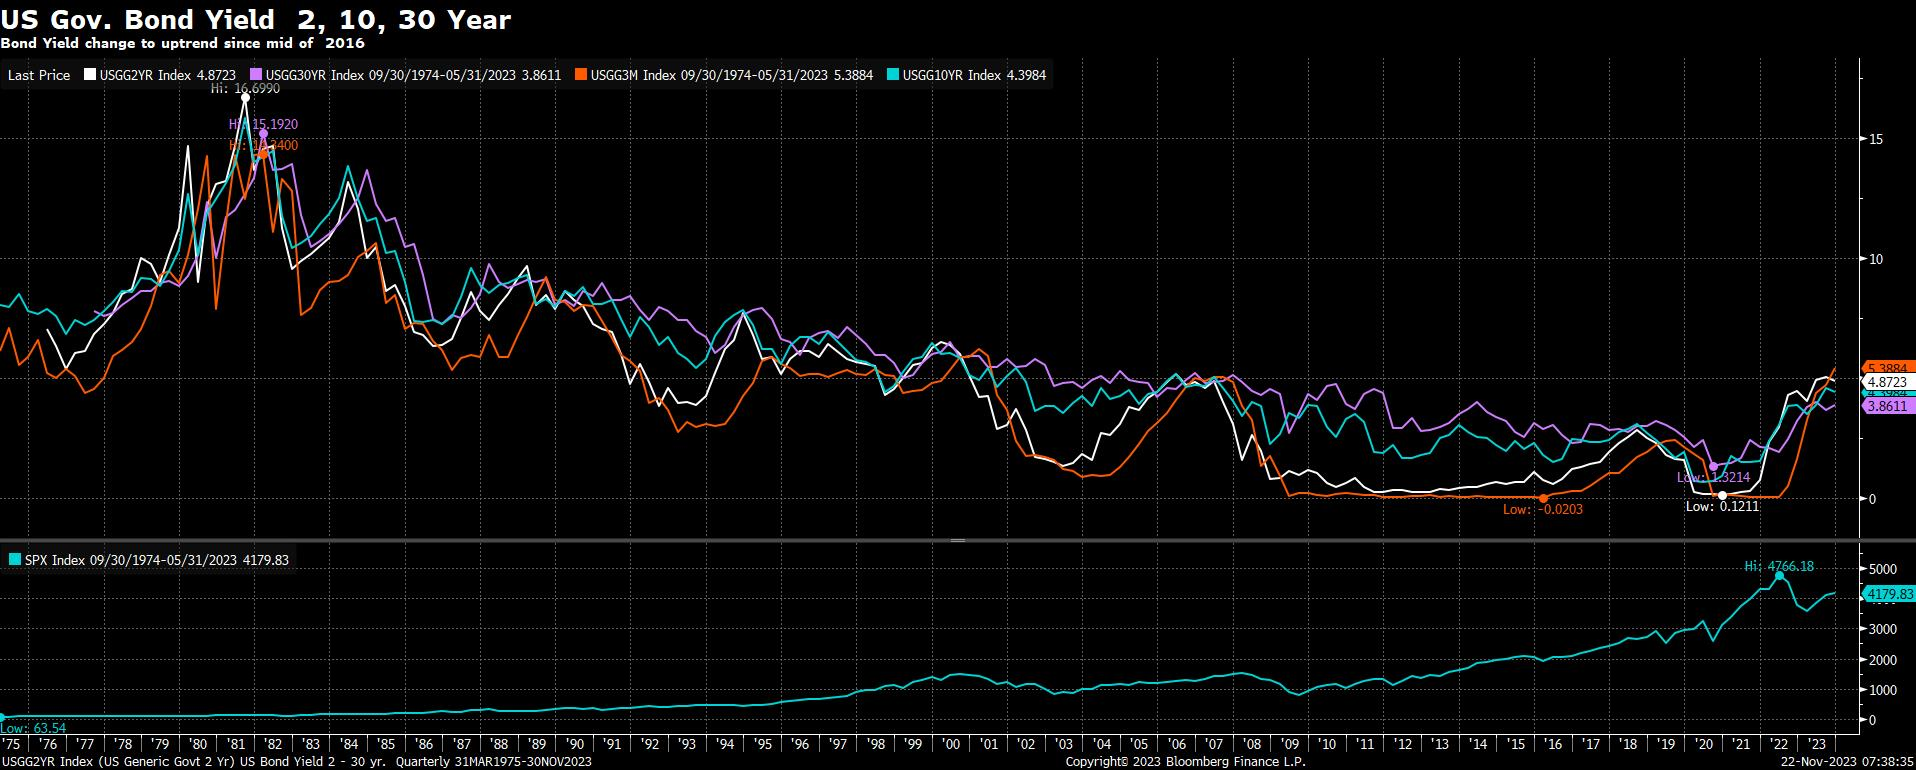 US Gov. Bond Yield 2, 10, 30 Year
Bond Yield change to uptrend since mid of 2016
Last Price USGG2YR Index 4.8723 USGG30YR Index 09/30/1974-05/31/2023 3.8611 USGG3M Index 09/30/1974-05/31/2023 5.3884 USGG10YR Index 4.3984
Hi: 16.6990
Hi: 15.1920
15
10
5.3884
4.8723
4.3984
3.8611
Low: 1.3214
0
Low: -0.0203
Low: 0.1211
SPX Index 09/30/1974-05/31/2023 4179.83
Hi: 4766.18
5000
4179.83
3000
2000
1000
0
Low: 63.54
'75 '76 '77 '78 '79 '80 '81 '82 '83 '84 '85 '86 '87 '88 '89 '90 '91 '92 '93 '94 '95 '96 '97 '98 '99 '00 '01 '02 '03 '04 '05 '06 '07 '08 '09 '10 '11 '12 '13 '14 '15 '16 '17 '18 '19 '20 '21 '22 '23
USGG2YR Index (US Generic Govt 2 Yr) US Bond Yield 2 - 30 yr. Quarterly 31MAR1975-30NOV2023 Copyright© 2023 Bloomberg Finance L.P. 22-Nov-2023 07:38:35